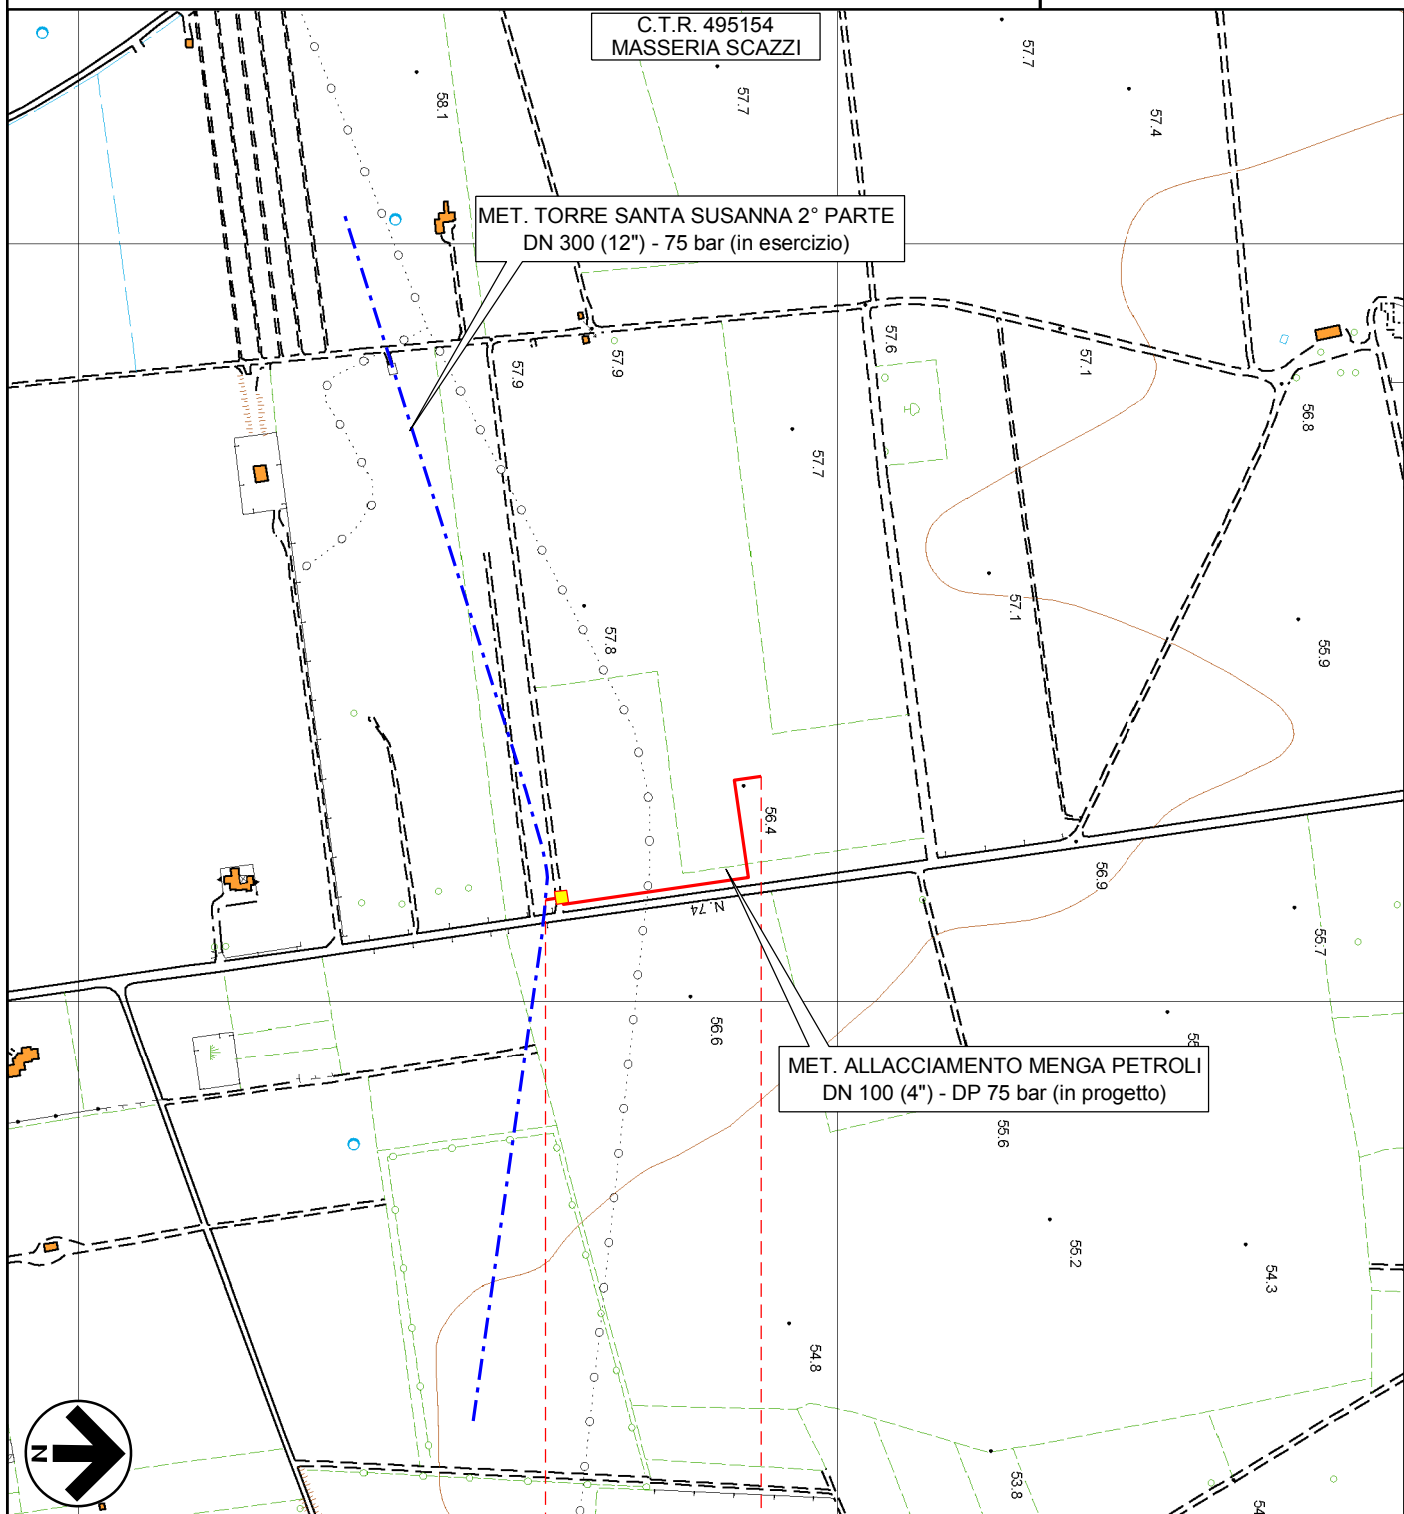 C.T.R. 495154
MASSERIA SCAZZI
57.7
58.1
57.7
57.4
MET. TORRE SANTA SUSANNA 2° PARTE
DN 300 (12") - 75 bar (in esercizio)
57.9
57.9
57.6
57.1
56.8
57.7
57.1
57.8
55.9
56.4
56.9
N.74
55.7
56.6
MET. ALLACCIAMENTO MENGA PETROLI
DN 100 (4") - DP 75 bar (in progetto)
55.6
55.2
54.3
54.8
53.8
N